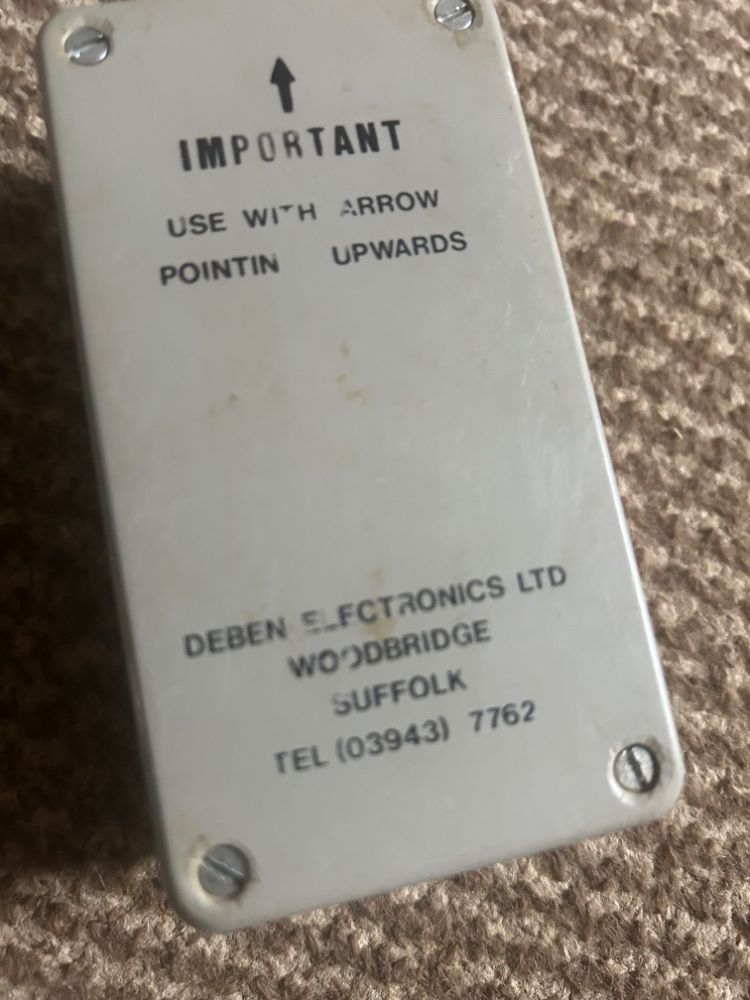 IMPORTANT
USE WITH ARROW
POINTIN UPWARDS
DEBEN ELECTRONICS LTD
WOODBRIDGE
SUFFOLK
TEL (03943) 7762